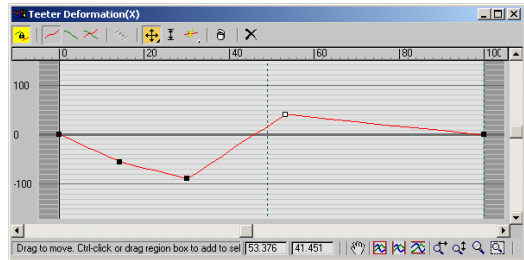 Teeter Deformation(X)
0 20 40 60 80 100
100
0
-100
Drag to move. Ctrl-click or drag region box to add to sel 53.376 41.451